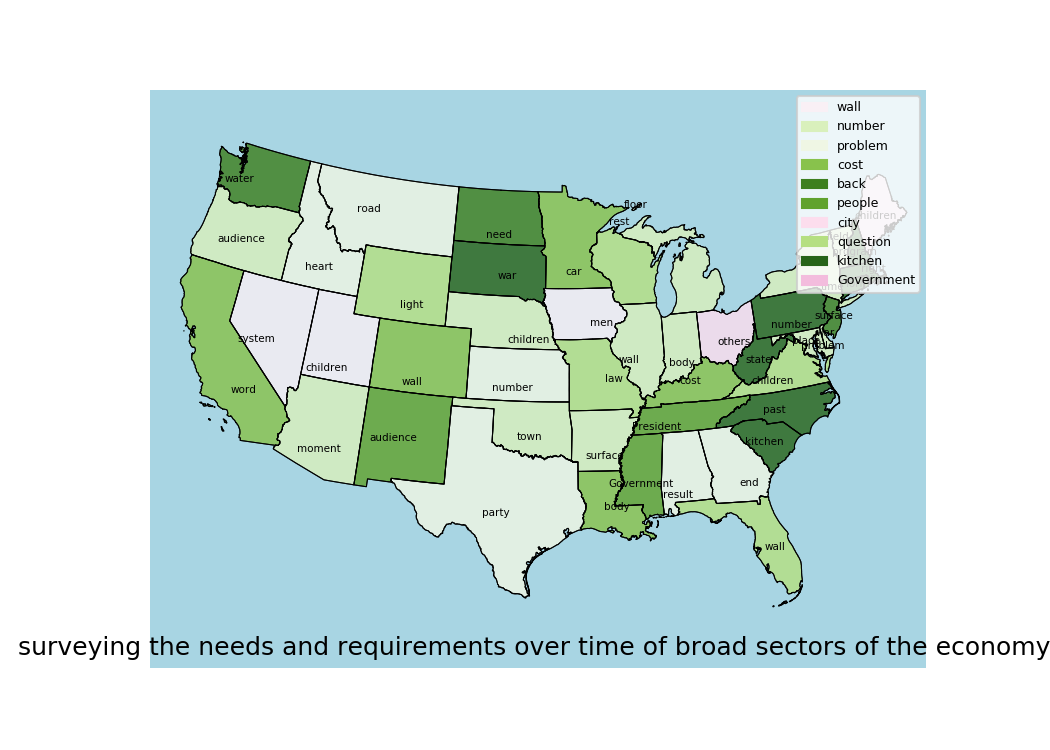 wall
number
problem
cost
back
people
city
question
kitchen
Government
water
audience
road
heart
need
war
floor
rest
car
light
children
men
system
children
word
wall
number
law
wall
body
others
number
state
surface
problem
children
cost
children
moment
audience
town
surface
President
past
kitchen
Government
body
result
end
party
wall
surveying the needs and requirements over time of broad sectors of the economy